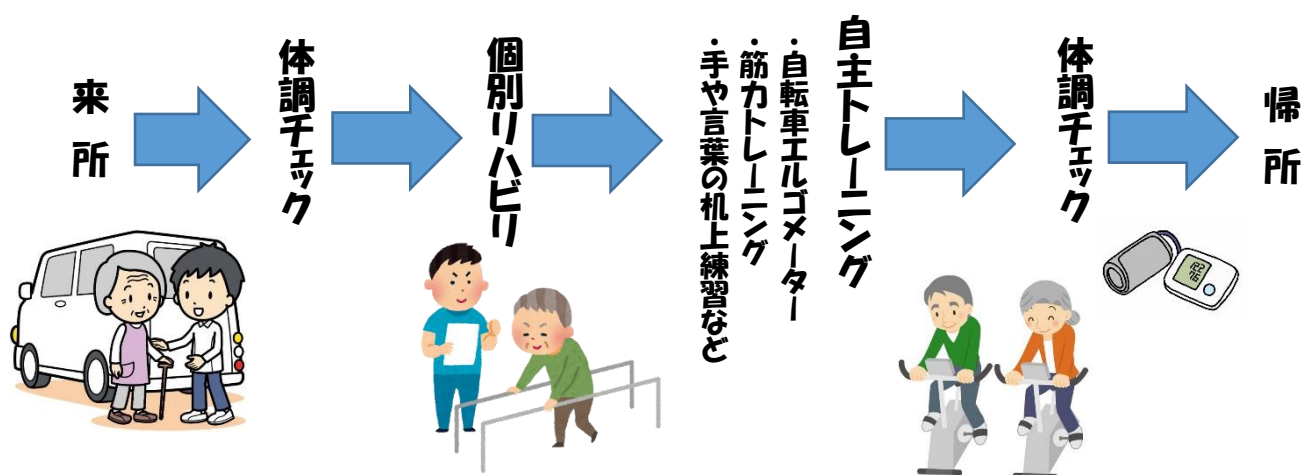 来所
体調チェック
個別リハビリ
自主トレーニング
・自転車エルゴメーター
・筋力トレーニング
・手や言葉の机上練習など
体調チェック
帰所
122
76